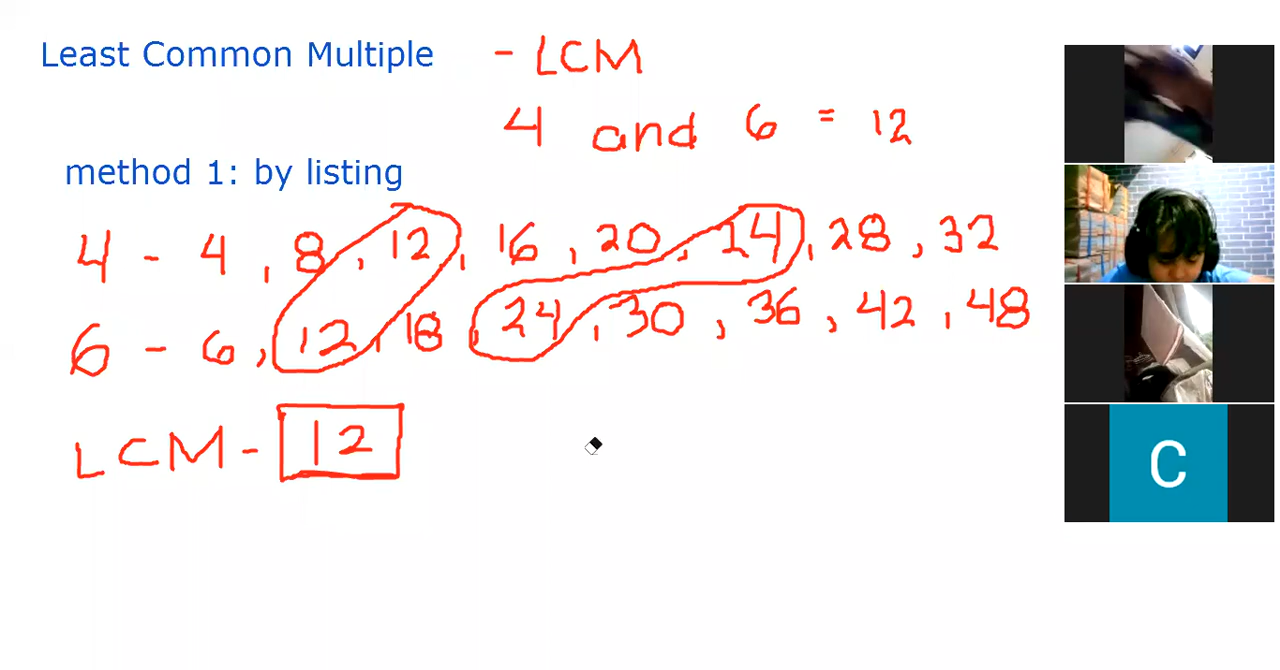 Least Common Multiple - LCM
4 and 6 = 12
method 1: by listing
4 - 4, 8, 12, 16, 20, 24, 28, 32
6 - 6, 12, 18, 24, 30, 36, 42, 48
LCM - 12
C